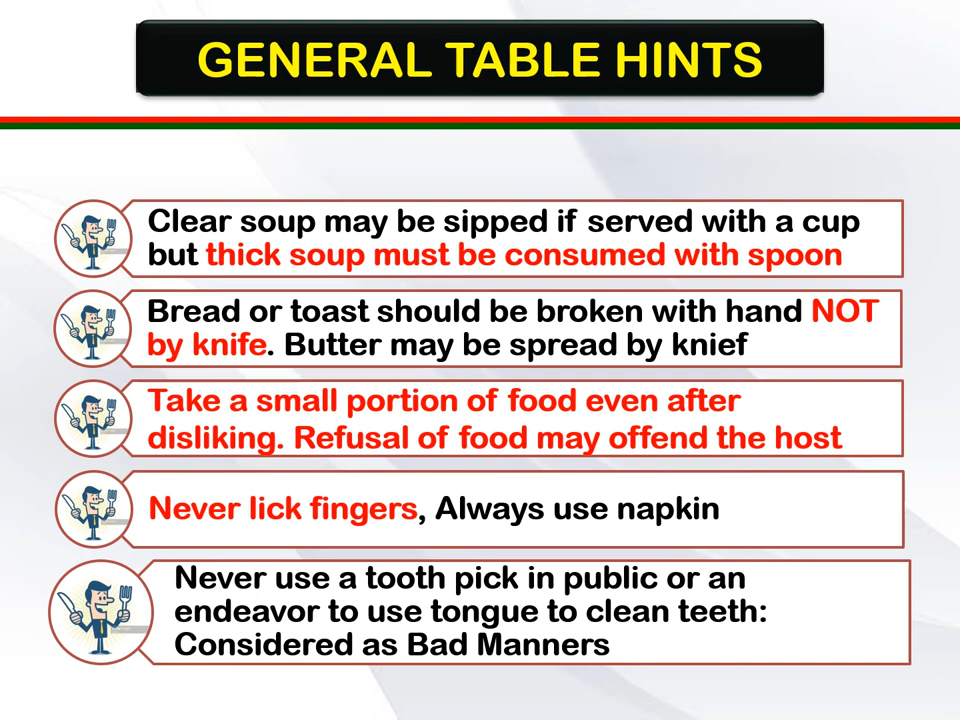 GENERAL TABLE HINTS
Clear soup may be sipped if served with a cup
but thick soup must be consumed with spoon
Bread or toast should be broken with hand NOT
by knife. Butter may be spread by knief
Take a small portion of food even after
disliking. Refusal of food may offend the host
Never lick fingers, Always use napkin
Never use a tooth pick in public or an
endeavor to use tongue to clean teeth:
Considered as Bad Manners